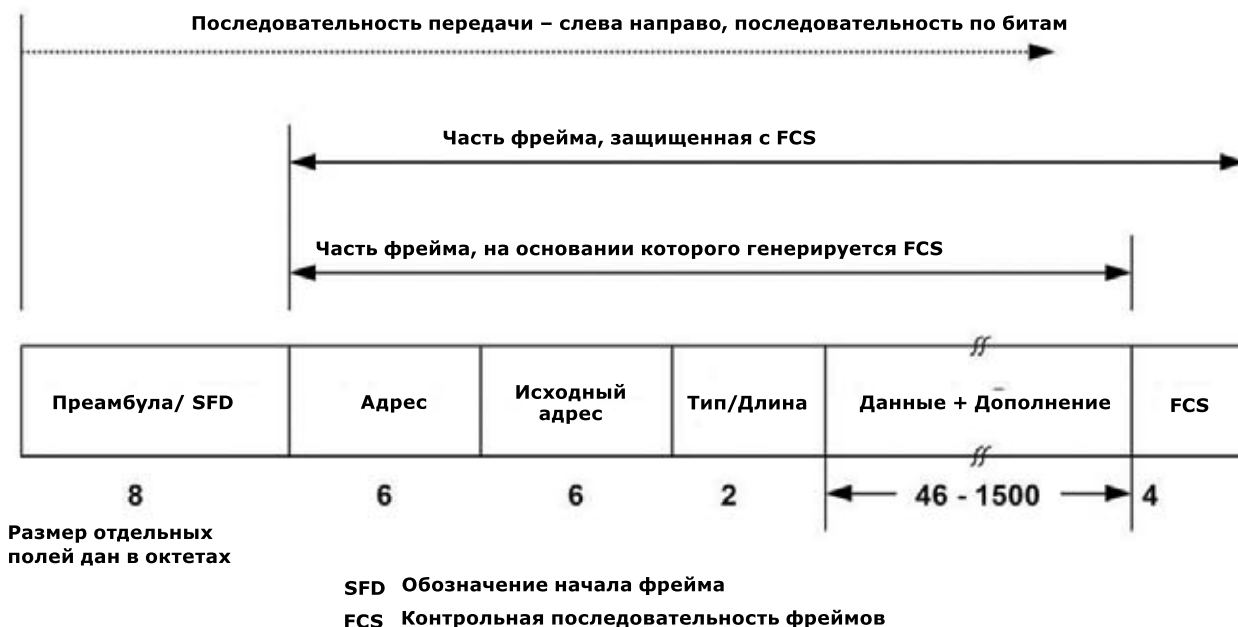 Последовательность передачи – слева направо, последовательность по битам
Часть фрейма, защищенная с FCS
Часть фрейма, на основании которого генерируется FCS
Преамбула/ SFD
Адрес
Исходный
адрес
Тип/Длина
Данные + Дополнение
FCS
8
6
6
2
46 - 1500
4
Размер отдельных
полей дан в октетах
SFD Обозначение начала фрейма
FCS Контрольная последовательность фреймов